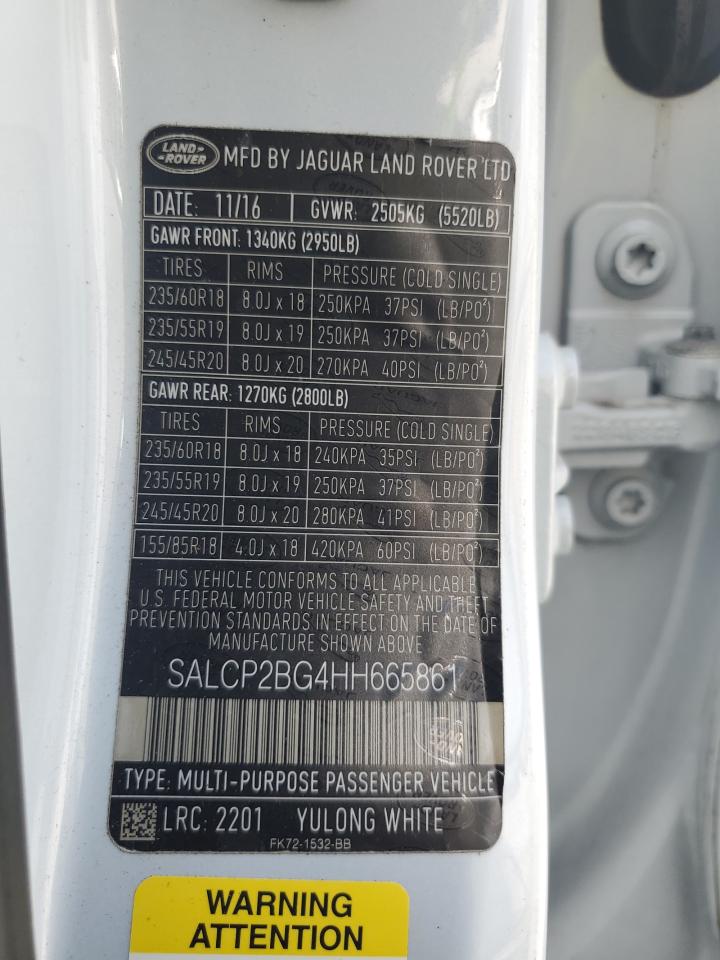 LAND ROVER MFD BY JAGUAR LAND ROVER LTD
DATE: 11/16 GVWR: 2505KG (5520LB)
GAWR FRONT: 1340KG (2950LB)
TIRES RIMS PRESSURE (COLD SINGLE)
235/60R18 8.0J x 18 250KPA 37PSI (LB/PO²)
235/55R19 8.0J x 19 250KPA 37PSI (LB/PO²)
245/45R20 8.0J x 20 270KPA 40PSI (LB/PO²)
GAWR REAR: 1270KG (2800LB)
TIRES RIMS PRESSURE (COLD SINGLE)
235/60R18 8.0J x 18 240KPA 35PSI (LB/PO²)
235/55R19 8.0J x 19 250KPA 37PSI (LB/PO²)
245/45R20 8.0J x 20 280KPA 41PSI (LB/PO²)
155/85R18 4.0J x 18 420KPA 60PSI (LB/PO²)
THIS VEHICLE CONFORMS TO ALL APPLICABLE
U.S. FEDERAL MOTOR VEHICLE SAFETY AND THEFT
PREVENTION STANDARDS IN EFFECT ON THE DATE OF
MANUFACTURE SHOWN ABOVE
SALCP2BG4HH665861
TYPE: MULTI-PURPOSE PASSENGER VEHICLE
LRC: 2201 YULONG WHITE
FK72-1532-BB
WARNING
ATTENTION